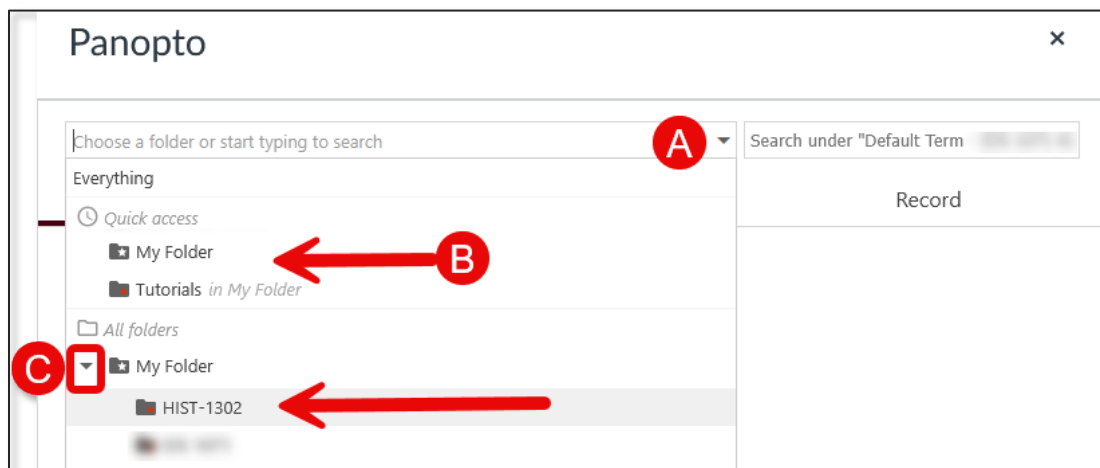 Panopto
Choose a folder or start typing to search
A
Search under "Default Term
Everything
Record
Quick access
My Folder
B
Tutorials in My Folder
All folders
C
My Folder
HIST-1302